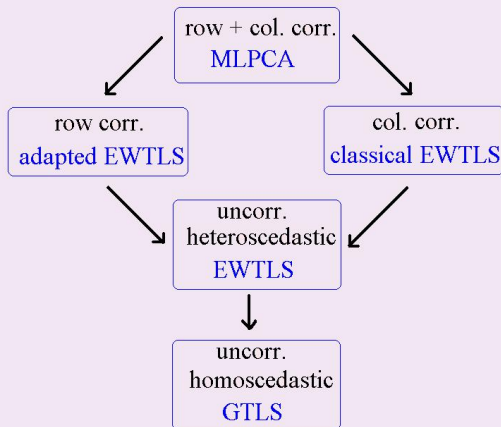 row + col. corr.
MLPCA
row corr.
adapted EWTLS
col. corr.
classical EWTLS
uncorr.
heteroscedastic
EWTLS
uncorr.
homoscedastic
GTLS